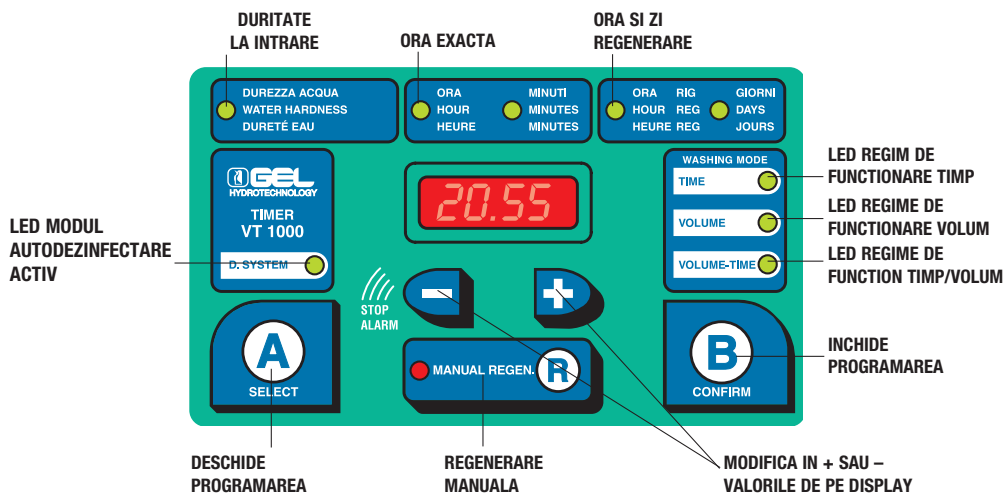 DURITATE
LA INTRARE
ORA EXACTA
ORA SI ZI
REGENERARE
DUREZZA ACQUA
WATER HARDNESS
DURETÉ EAU
ORA
HOUR
HEURE
MINUTI
MINUTES
MINUTES
ORA RIG
HOUR REG
HEURE REG
GIORNI
DAYS
JOURS
GEL
HYDROTECHNOLOGY
TIMER
VT 1000
D. SYSTEM
20.55
WASHING MODE
TIME
VOLUME
VOLUME-TIME
LED REGIM DE
FUNCTIONARE TIMP
LED REGIME DE
FUNCTIONARE VOLUM
LED REGIME DE
FUNCTION TIMP/VOLUM
LED MODUL
AUTODEZINFECTARE
ACTIV
STOP
ALARM
A
SELECT
MANUAL REGEN.
R
B
CONFIRM
INCHIDE
PROGRAMAREA
DESCHIDE
PROGRAMAREA
REGENERARE
MANUALA
MODIFICA IN + SAU –
VALORILE DE PE DISPLAY